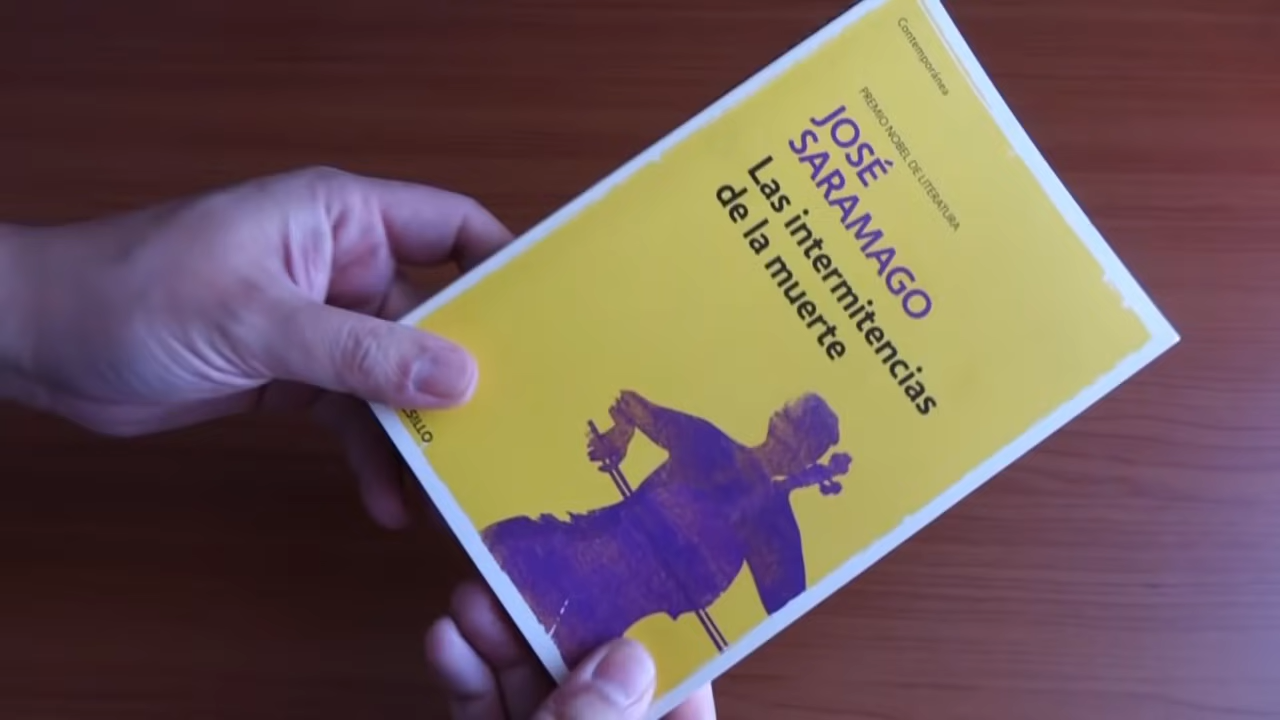 Contemporánea
PREMIO NOBEL DE LITERATURA
JOSÉ
SARAMAGO
Las intermitencias
de la muerte